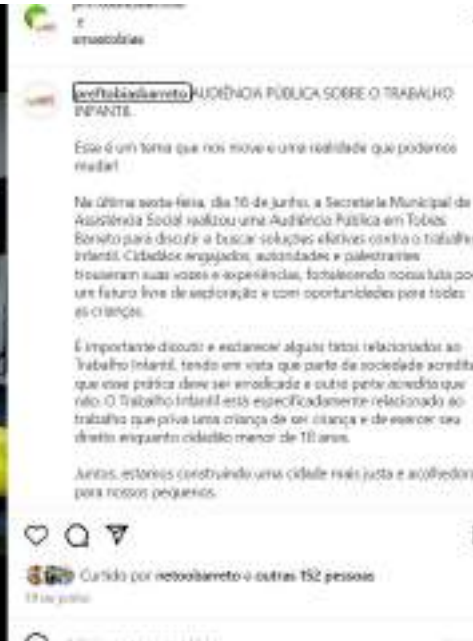 e
smastobias
preftobiasbarreto AUDIÊNCIA PÚBLICA SOBRE O TRABALHO
INFANTIL
Esse é um tema que nos move e uma realidade que podemos
mudar!
Na última sexta-feira, dia 16 de junho, a Secretaria Municipal de
Assistência Social realizou uma Audiência Pública em Tobias
Barreto para discutir e buscar soluções efetivas contra o trabalho
infantil. Cidadãos engajados, autoridades e palestrantes
trouxeram suas vozes e experiências, fortalecendo nossa luta por
um futuro livre de exploração e com oportunidades para todas
as crianças.
É importante discutir e esclarecer alguns fatos relacionados ao
Trabalho Infantil, tendo em vista que parte da sociedade acredita
que essa prática deve ser erradicada e outra parte acredita que
não. O Trabalho Infantil está especificadamente relacionado ao
trabalho que priva uma criança de ser criança e de exercer seu
direito enquanto cidadão menor de 18 anos.
Juntos, estamos construindo uma cidade mais justa e acolhedora
para nossos pequenos.
Curtido por netoobarreto e outras 152 pessoas
19 de junho